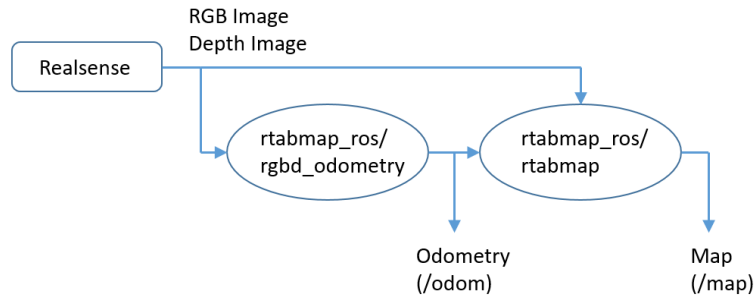 RGB Image
Depth Image
Realsense
rtabmap_ros/
rgbd_odometry
rtabmap_ros/
rtabmap
Odometry
(/odom)
Map
(/map)